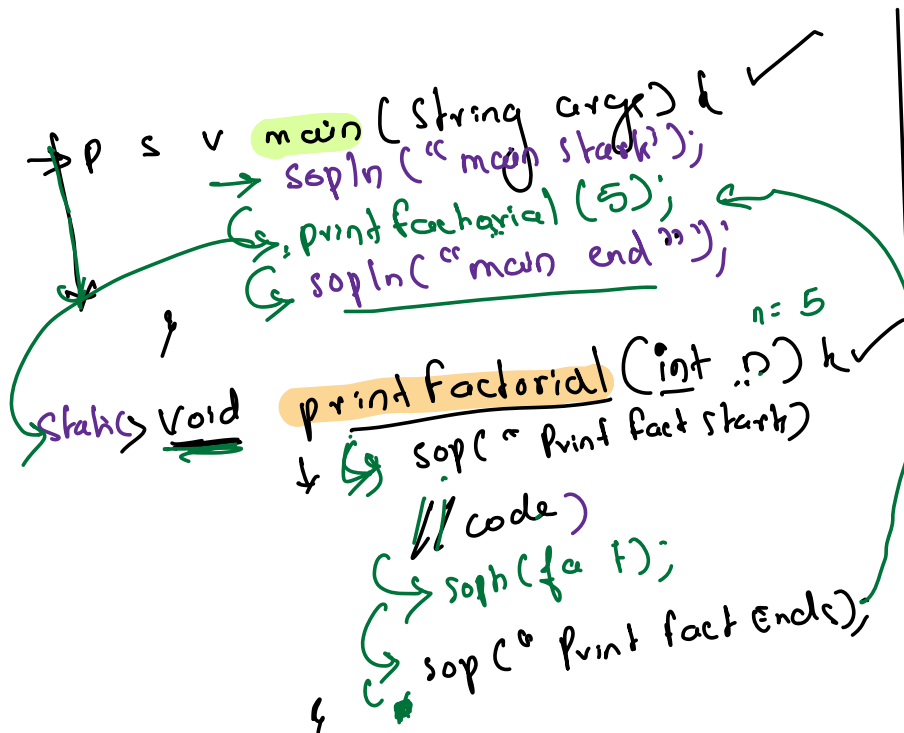 p s v main (String args) {
sopln ("main start");
printfactorial (5);
sopln ("main end");
}
n = 5
static void printfactorial (int n) {
sop (" Print fact start)
// code
sopln (fa t);
sop (" Print fact Ends);
}